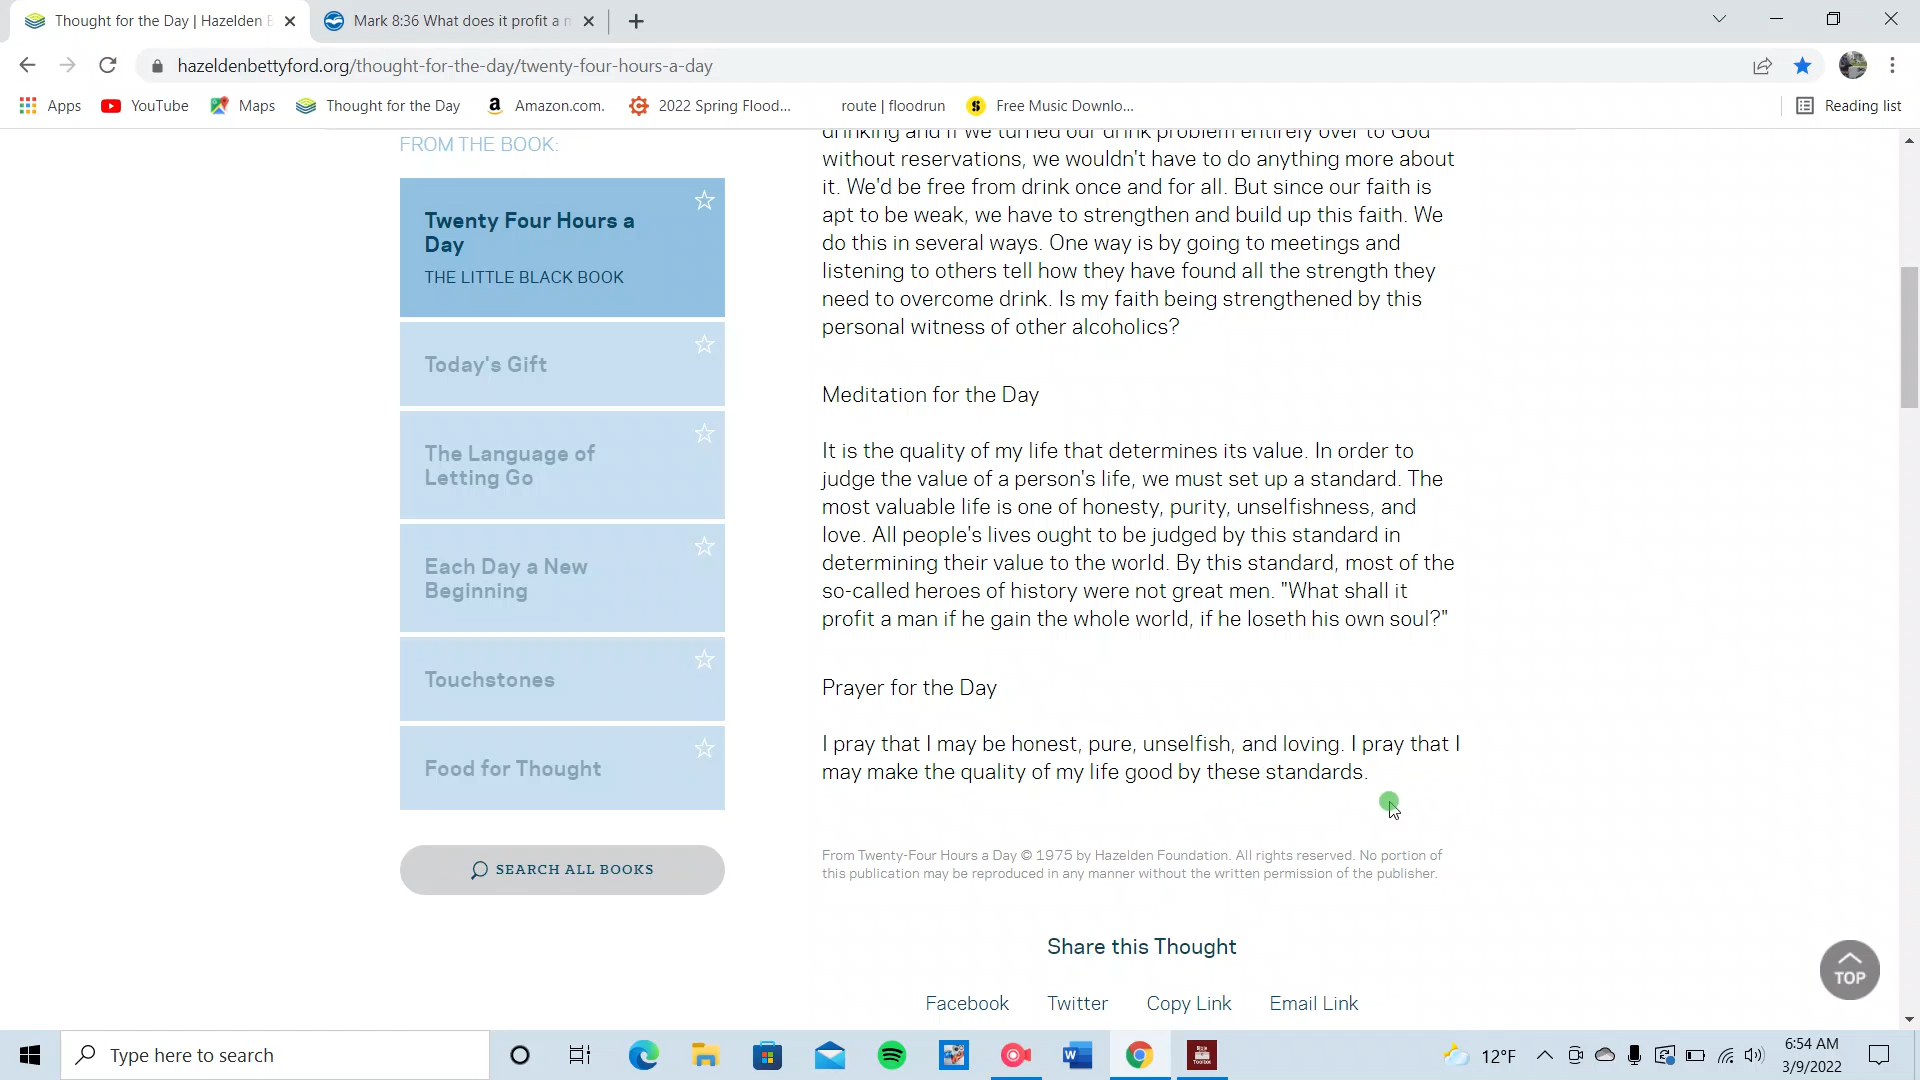 Thought for the Day | Hazelden B
Mark 8:36 What does it profit a m
hazeldenbettyford.org/thought-for-the-day/twenty-four-hours-a-day
Apps
YouTube
Maps
Thought for the Day
Amazon.com.
2022 Spring Flood...
route | floodrun
Free Music Downlo...
Reading list
FROM THE BOOK:
Twenty Four Hours a
Day
THE LITTLE BLACK BOOK
Today's Gift
The Language of
Letting Go
Each Day a New
Beginning
Touchstones
Food for Thought
SEARCH ALL BOOKS
drinking and if we turned our drink problem entirely over to God
without reservations, we wouldn't have to do anything more about
it. We'd be free from drink once and for all. But since our faith is
apt to be weak, we have to strengthen and build up this faith. We
do this in several ways. One way is by going to meetings and
listening to others tell how they have found all the strength they
need to overcome drink. Is my faith being strengthened by this
personal witness of other alcoholics?
Meditation for the Day
It is the quality of my life that determines its value. In order to
judge the value of a person's life, we must set up a standard. The
most valuable life is one of honesty, purity, unselfishness, and
love. All people's lives ought to be judged by this standard in
determining their value to the world. By this standard, most of the
so-called heroes of history were not great men. "What shall it
profit a man if he gain the whole world, if he loseth his own soul?"
Prayer for the Day
I pray that I may be honest, pure, unselfish, and loving. I pray that I
may make the quality of my life good by these standards.
From Twenty-Four Hours a Day © 1975 by Hazelden Foundation. All rights reserved. No portion of
this publication may be reproduced in any manner without the written permission of the publisher.
Share this Thought
Facebook
Twitter
Copy Link
Email Link
TOP
Type here to search
12°F
6:54 AM
3/9/2022